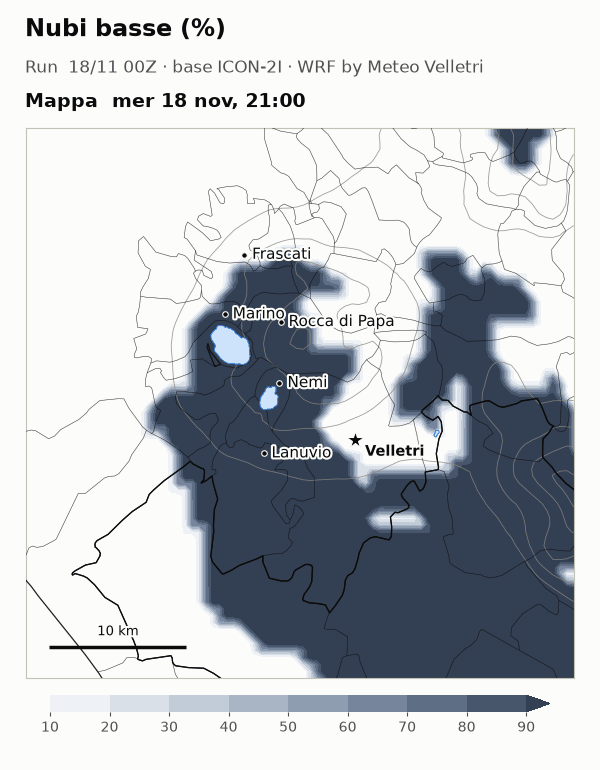 Nubi basse (%)
Run  18/11 00Z · base ICON-2I · WRF by Meteo Velletri
Mappa  mer 18 nov, 21:00
Frascati
Marino
Rocca di Papa
Nemi
Velletri
Lanuvio
10 km
10 20 30 40 50 60 70 80 90